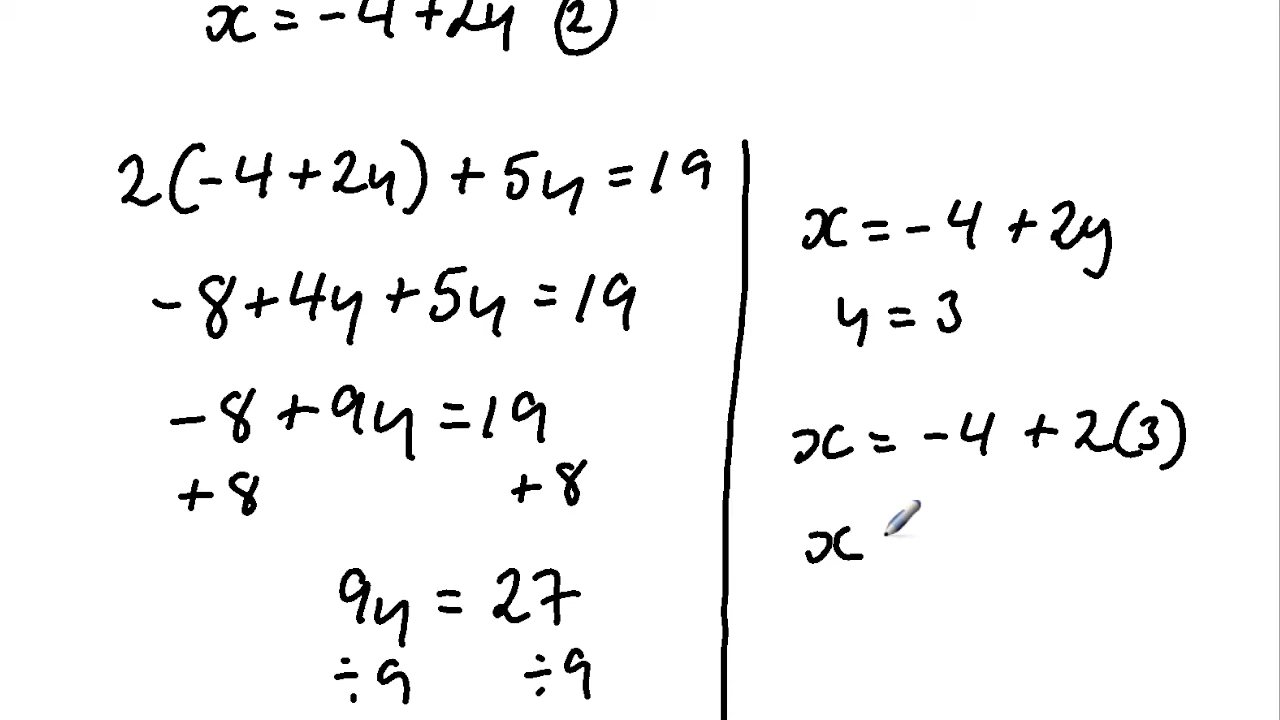 x = -4 + 2y ②
2(-4 + 2y) + 5y = 19
-8 + 4y + 5y = 19
-8 + 9y = 19
+8 +8
9y = 27
÷9 ÷9
x = -4 + 2y
y = 3
x = -4 + 2(3)
x